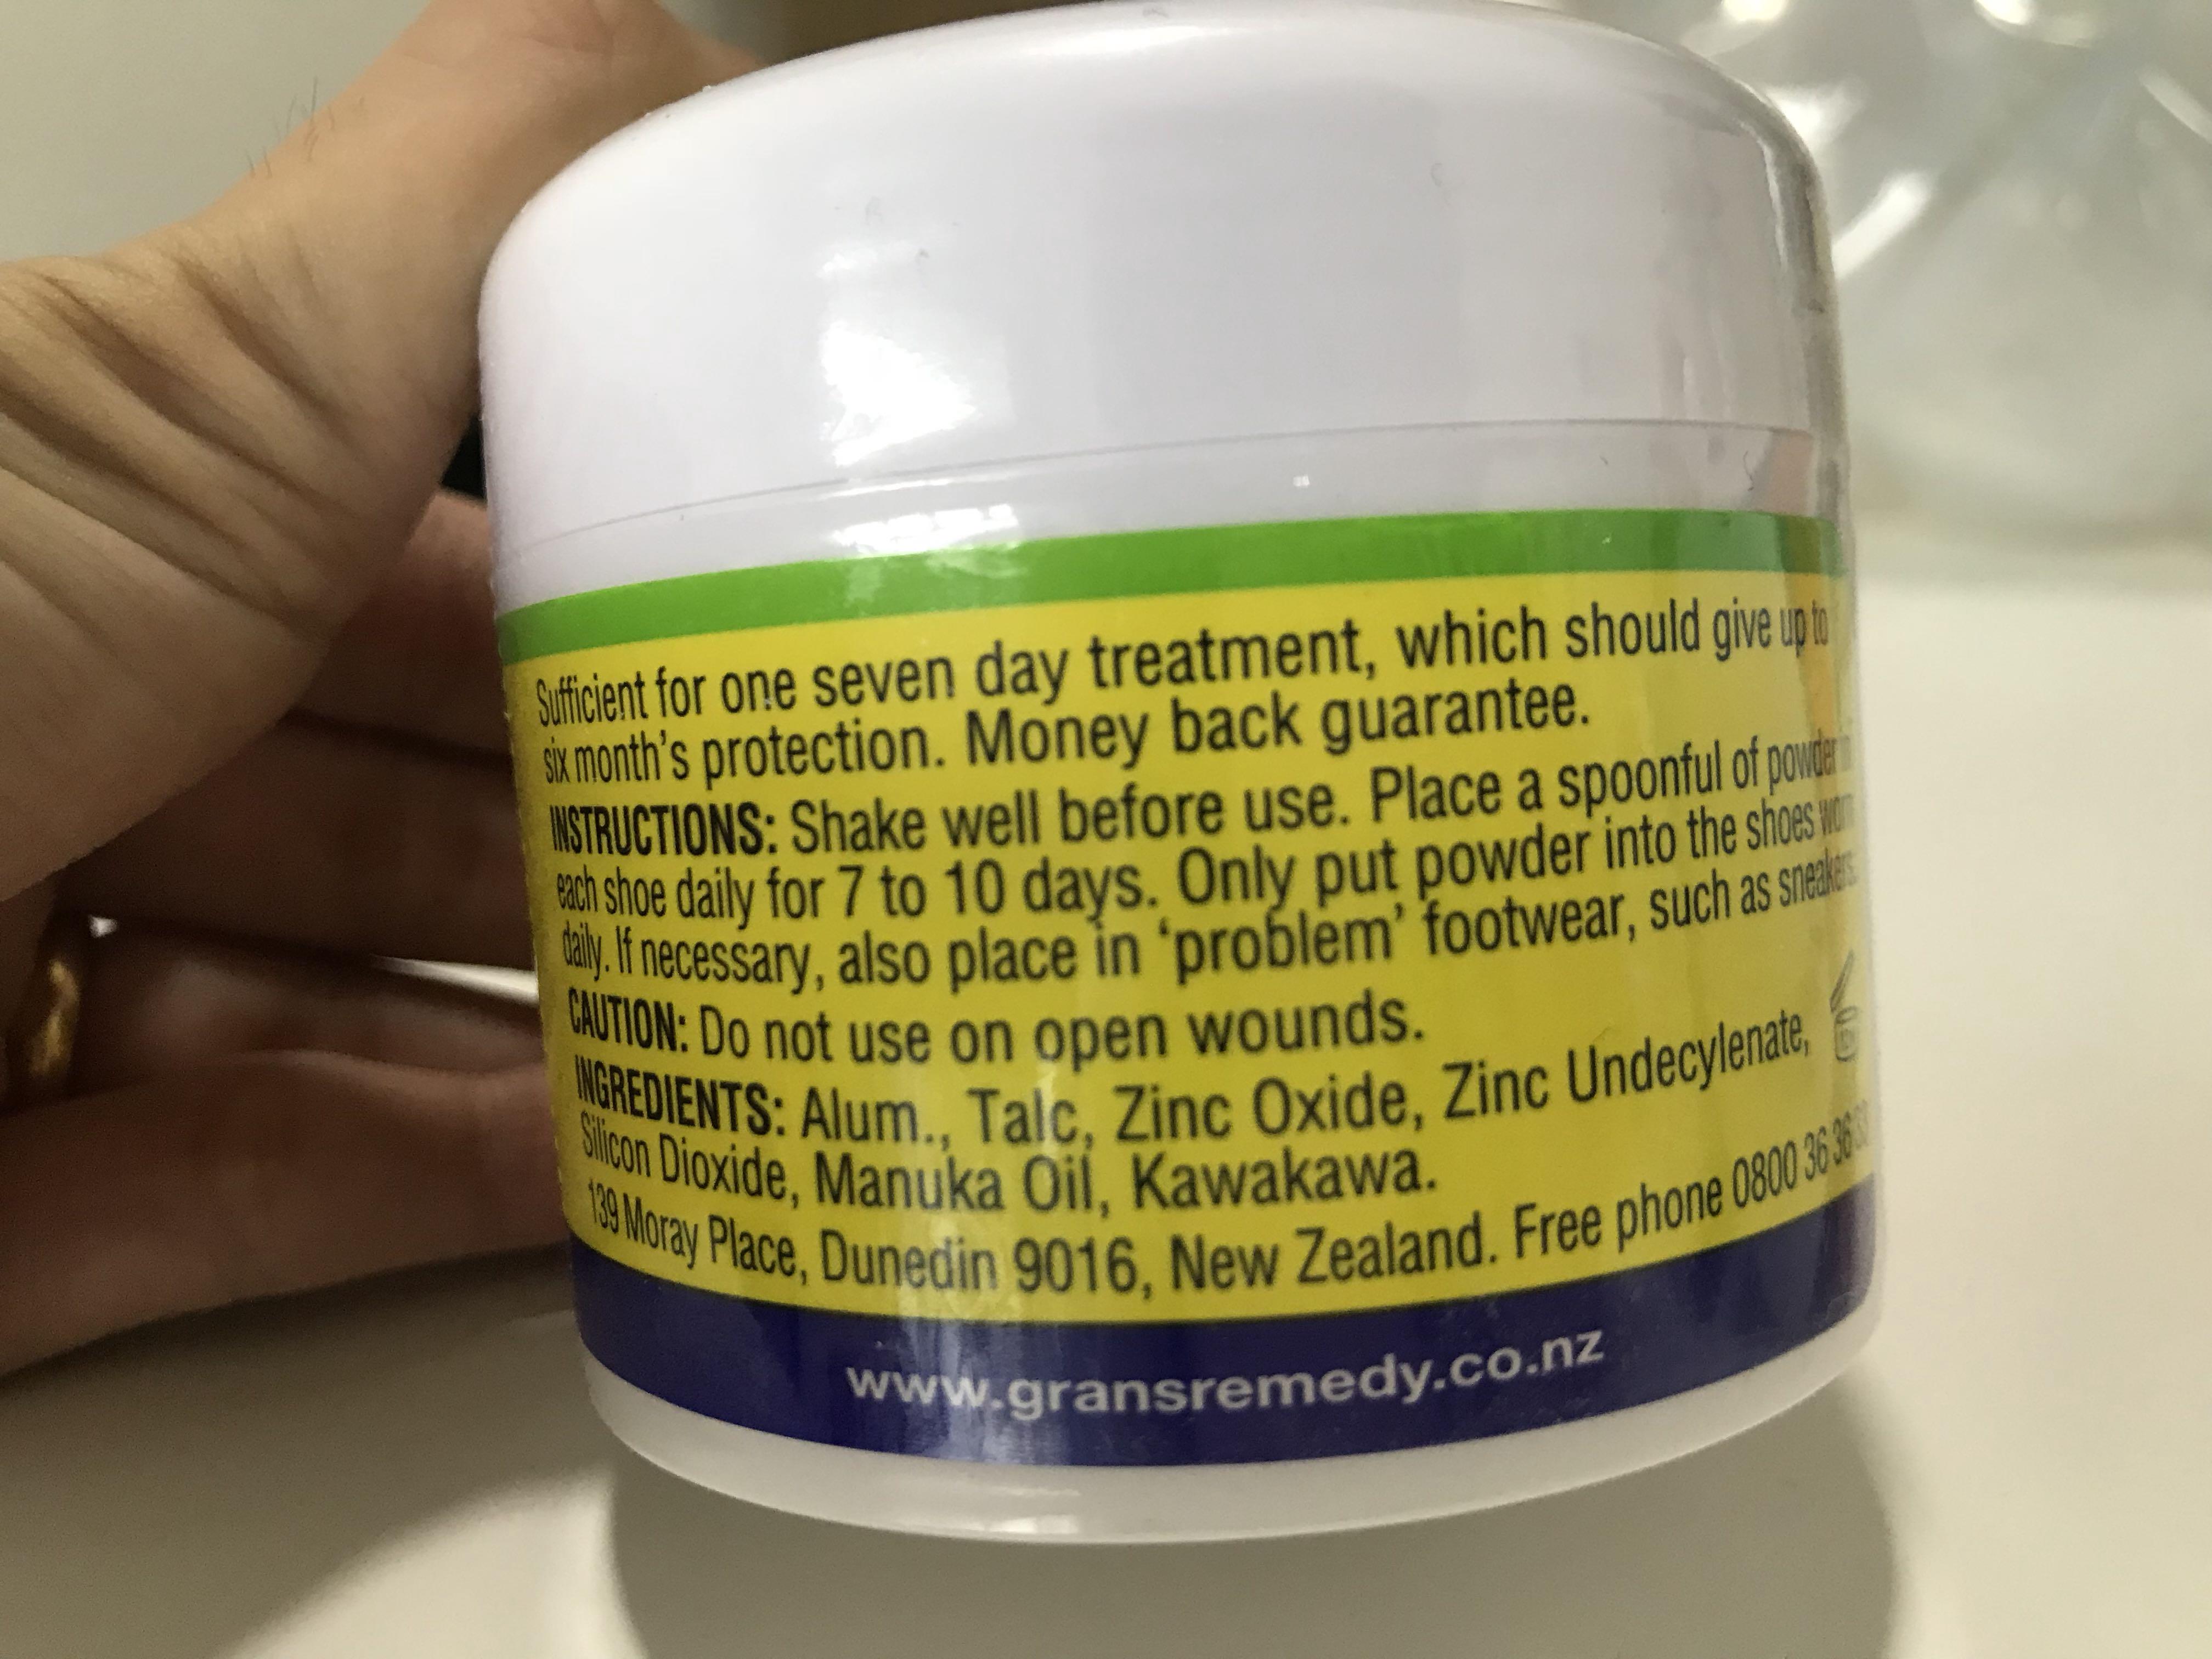 Sufficient for one seven day treatment, which should give up to
six month's protection. Money back guarantee.
INSTRUCTIONS: Shake well before use. Place a spoonful of powder in
each shoe daily for 7 to 10 days. Only put powder into the shoes worn
daily. If necessary, also place in ‘problem’ footwear, such as sneakers.
CAUTION: Do not use on open wounds.
INGREDIENTS: Alum., Talc, Zinc Oxide, Zinc Undecylenate,
Silicon Dioxide, Manuka Oil, Kawakawa.
139 Moray Place, Dunedin 9016, New Zealand. Free phone 0800 36 36
www.gransremedy.co.nz